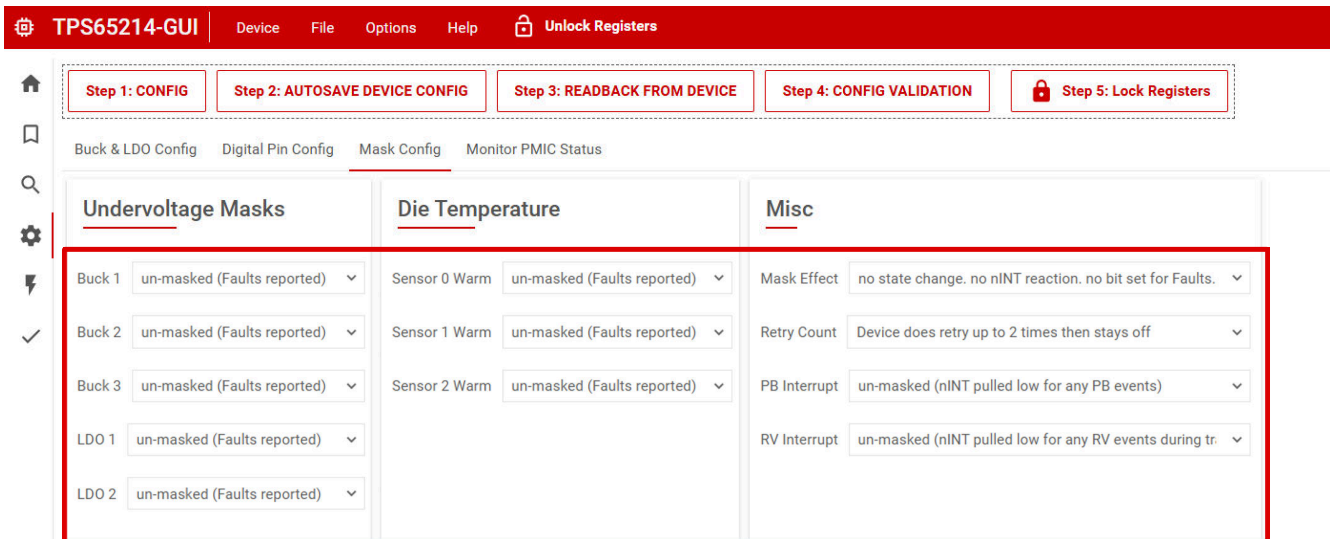 TPS65214-GUI Device File Options Help Unlock Registers
Step 1: CONFIG Step 2: AUTOSAVE DEVICE CONFIG Step 3: READBACK FROM DEVICE Step 4: CONFIG VALIDATION Step 5: Lock Registers
Buck & LDO Config Digital Pin Config Mask Config Monitor PMIC Status
Undervoltage Masks
Buck 1 un-masked (Faults reported)
Buck 2 un-masked (Faults reported)
Buck 3 un-masked (Faults reported)
LDO 1 un-masked (Faults reported)
LDO 2 un-masked (Faults reported)
Die Temperature
Sensor 0 Warm un-masked (Faults reported)
Sensor 1 Warm un-masked (Faults reported)
Sensor 2 Warm un-masked (Faults reported)
Misc
Mask Effect no state change. no nINT reaction. no bit set for Faults.
Retry Count Device does retry up to 2 times then stays off
PB Interrupt un-masked (nINT pulled low for any PB events)
RV Interrupt un-masked (nINT pulled low for any RV events during